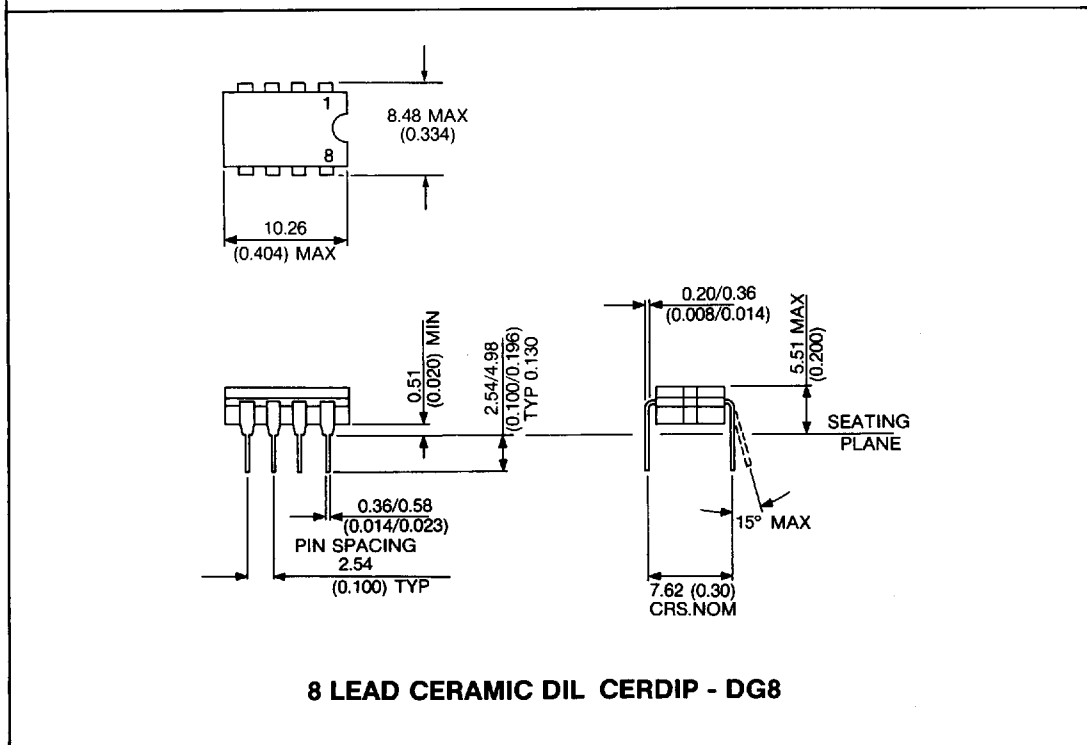 1
8
8.48 MAX
(0.334)
10.26
(0.404) MAX
0.51
(0.020) MIN
2.54/4.98
(0.100/0.196)
TYP 0.130
0.36/0.58
(0.014/0.023)
PIN SPACING
2.54
(0.100) TYP
0.20/0.36
(0.008/0.014)
5.51 MAX
(0.200)
SEATING
PLANE
15° MAX
7.62 (0.30)
CRS.NOM
8 LEAD CERAMIC DIL CERDIP - DG8